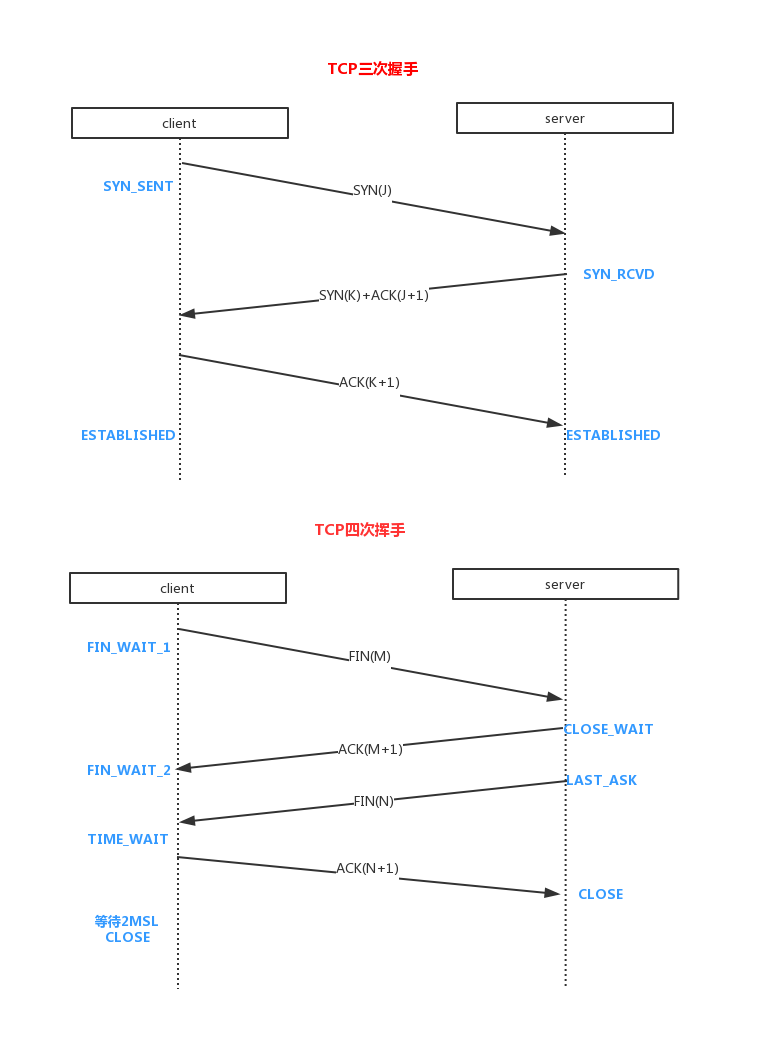 TCP三次握手
client
server
SYN_SENT
SYN(J)
SYN_RCVD
SYN(K)+ACK(J+1)
ACK(K+1)
ESTABLISHED
ESTABLISHED
TCP四次挥手
client
server
FIN_WAIT_1
FIN(M)
CLOSE_WAIT
ACK(M+1)
FIN_WAIT_2
LAST_ASK
FIN(N)
TIME_WAIT
ACK(N+1)
CLOSE
等待2MSL
CLOSE